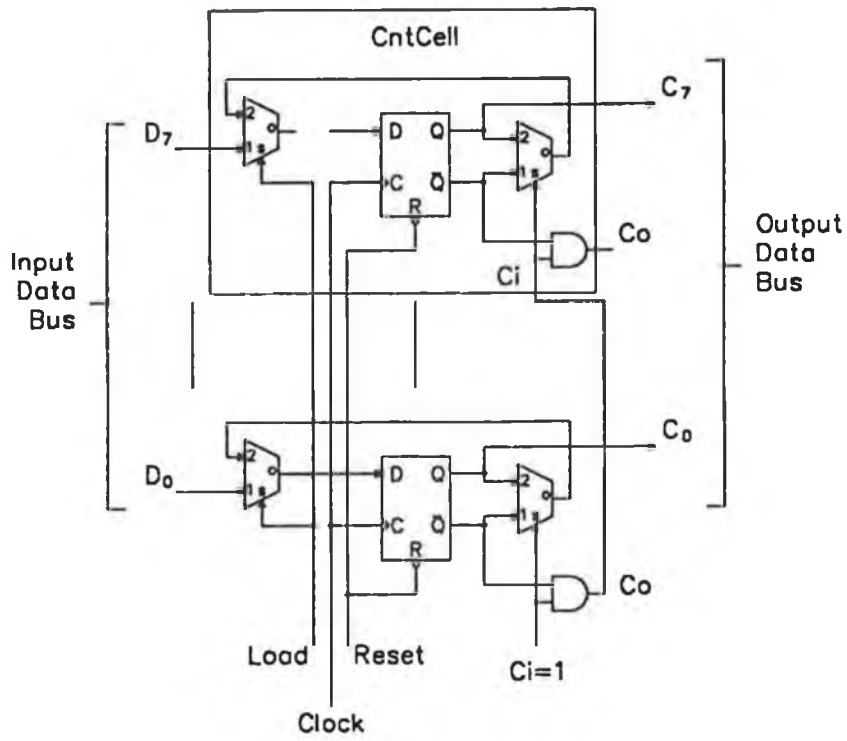 CntCell
C7
2
1 s
D7
D
Q
C
Q̅
R
2
1 s
Co
Ci
Input
Data
Bus
Output
Data
Bus
C0
2
1 s
D0
D
Q
C
Q̅
R
2
1 s
Co
Load
Reset
Ci=1
Clock